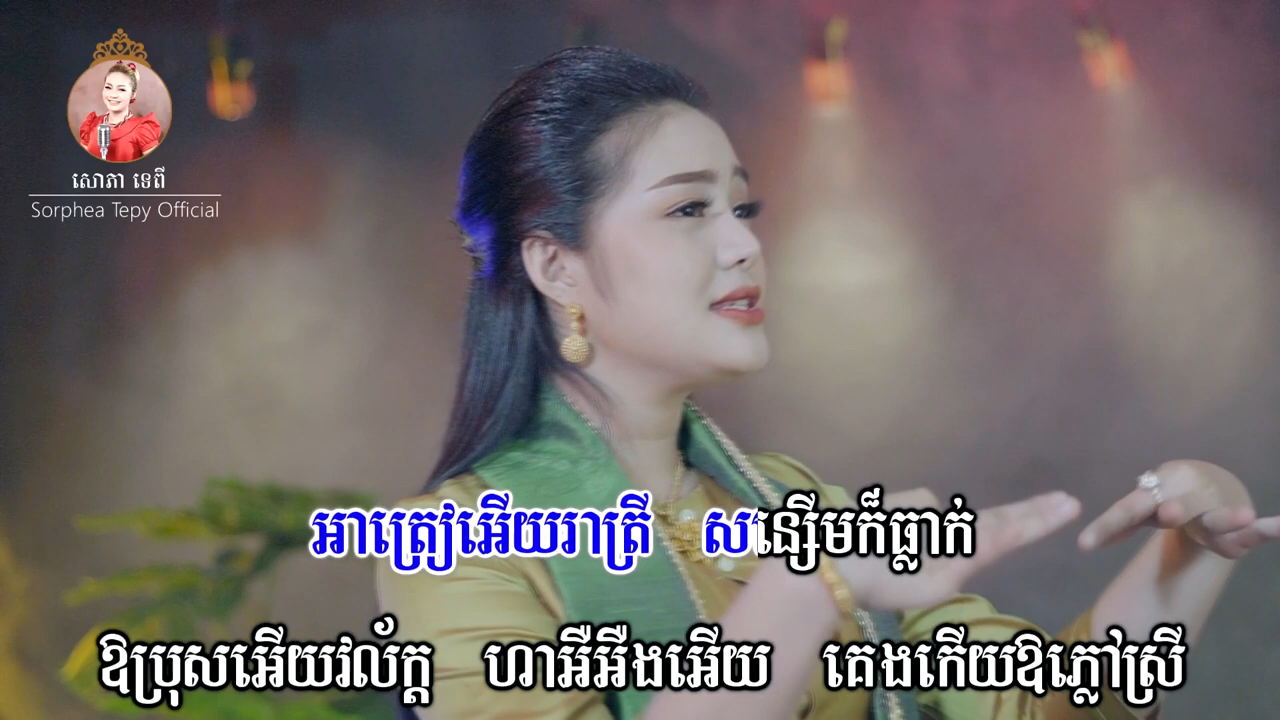 សោភា ទេពី
Sorphea Tepy Official
អាត្រៀវអើយរាត្រី សន្សើមក៏ធ្លាក់
ឱប្រុសអើយវល័ក្ត ហាអឺអឺងអើយ គេងកើយឱភ្លៅស្រី